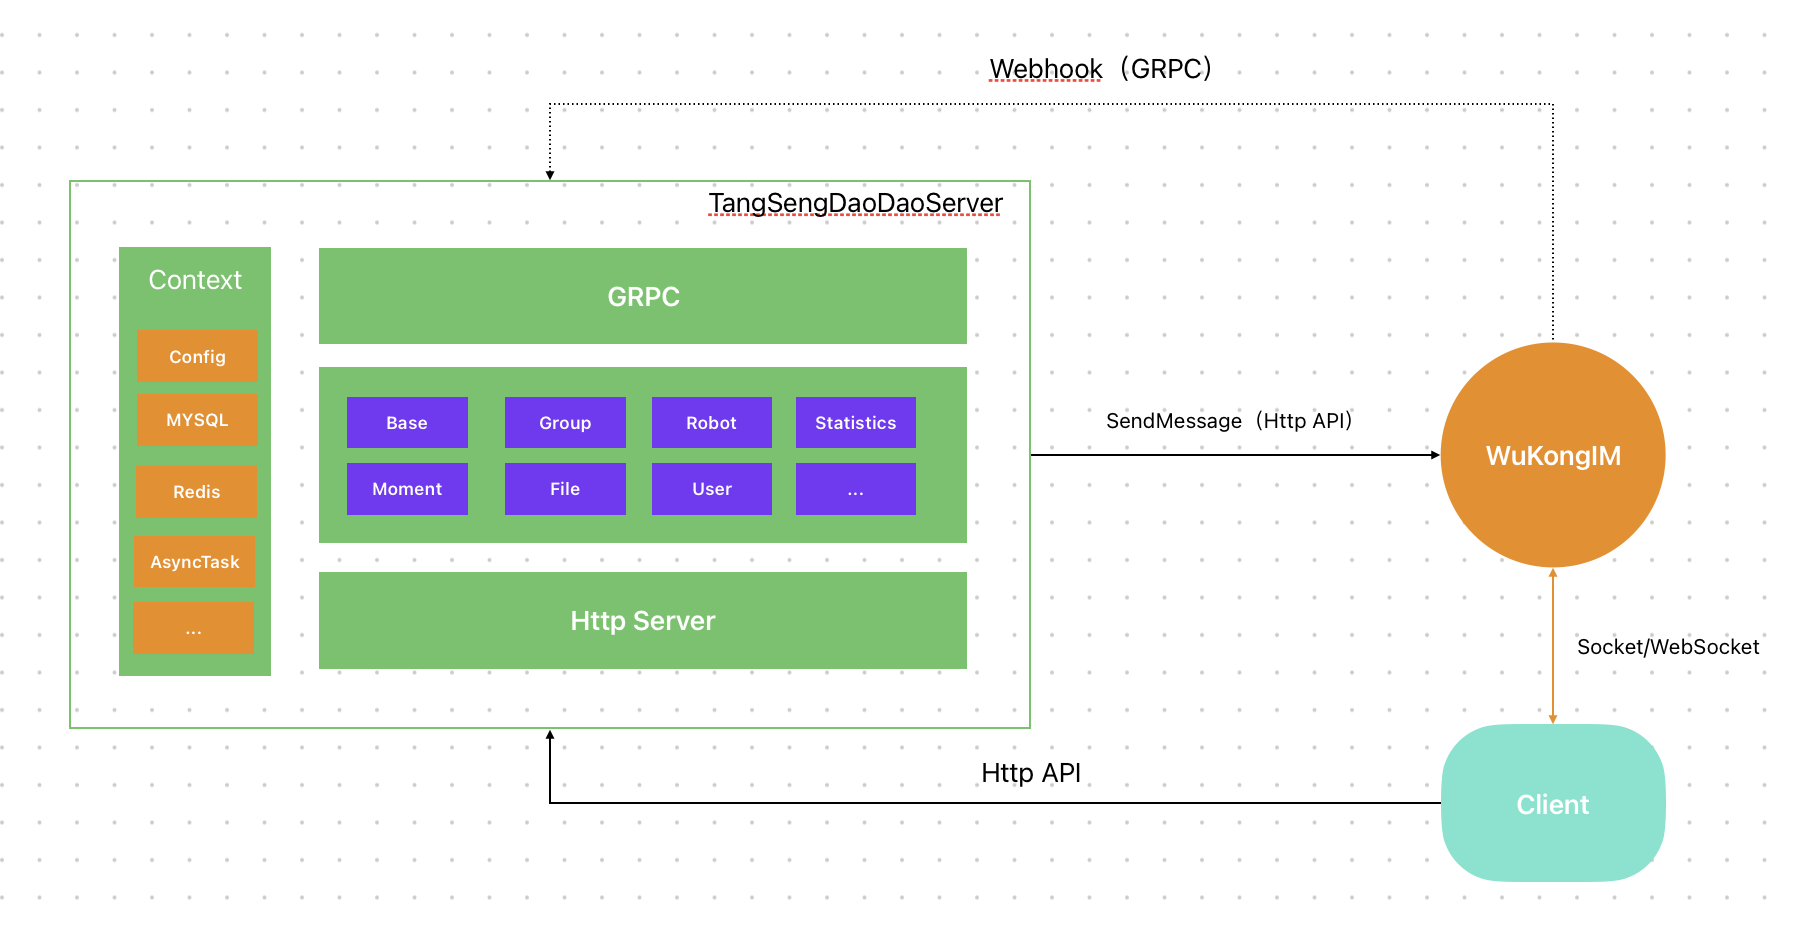 Webhook（GRPC）
TangSengDaoDaoServer
Context
Config
MYSQL
Redis
AsyncTask
...
GRPC
Base
Group
Robot
Statistics
Moment
File
User
...
Http Server
SendMessage（Http API）
WuKongIM
Socket/WebSocket
Http API
Client